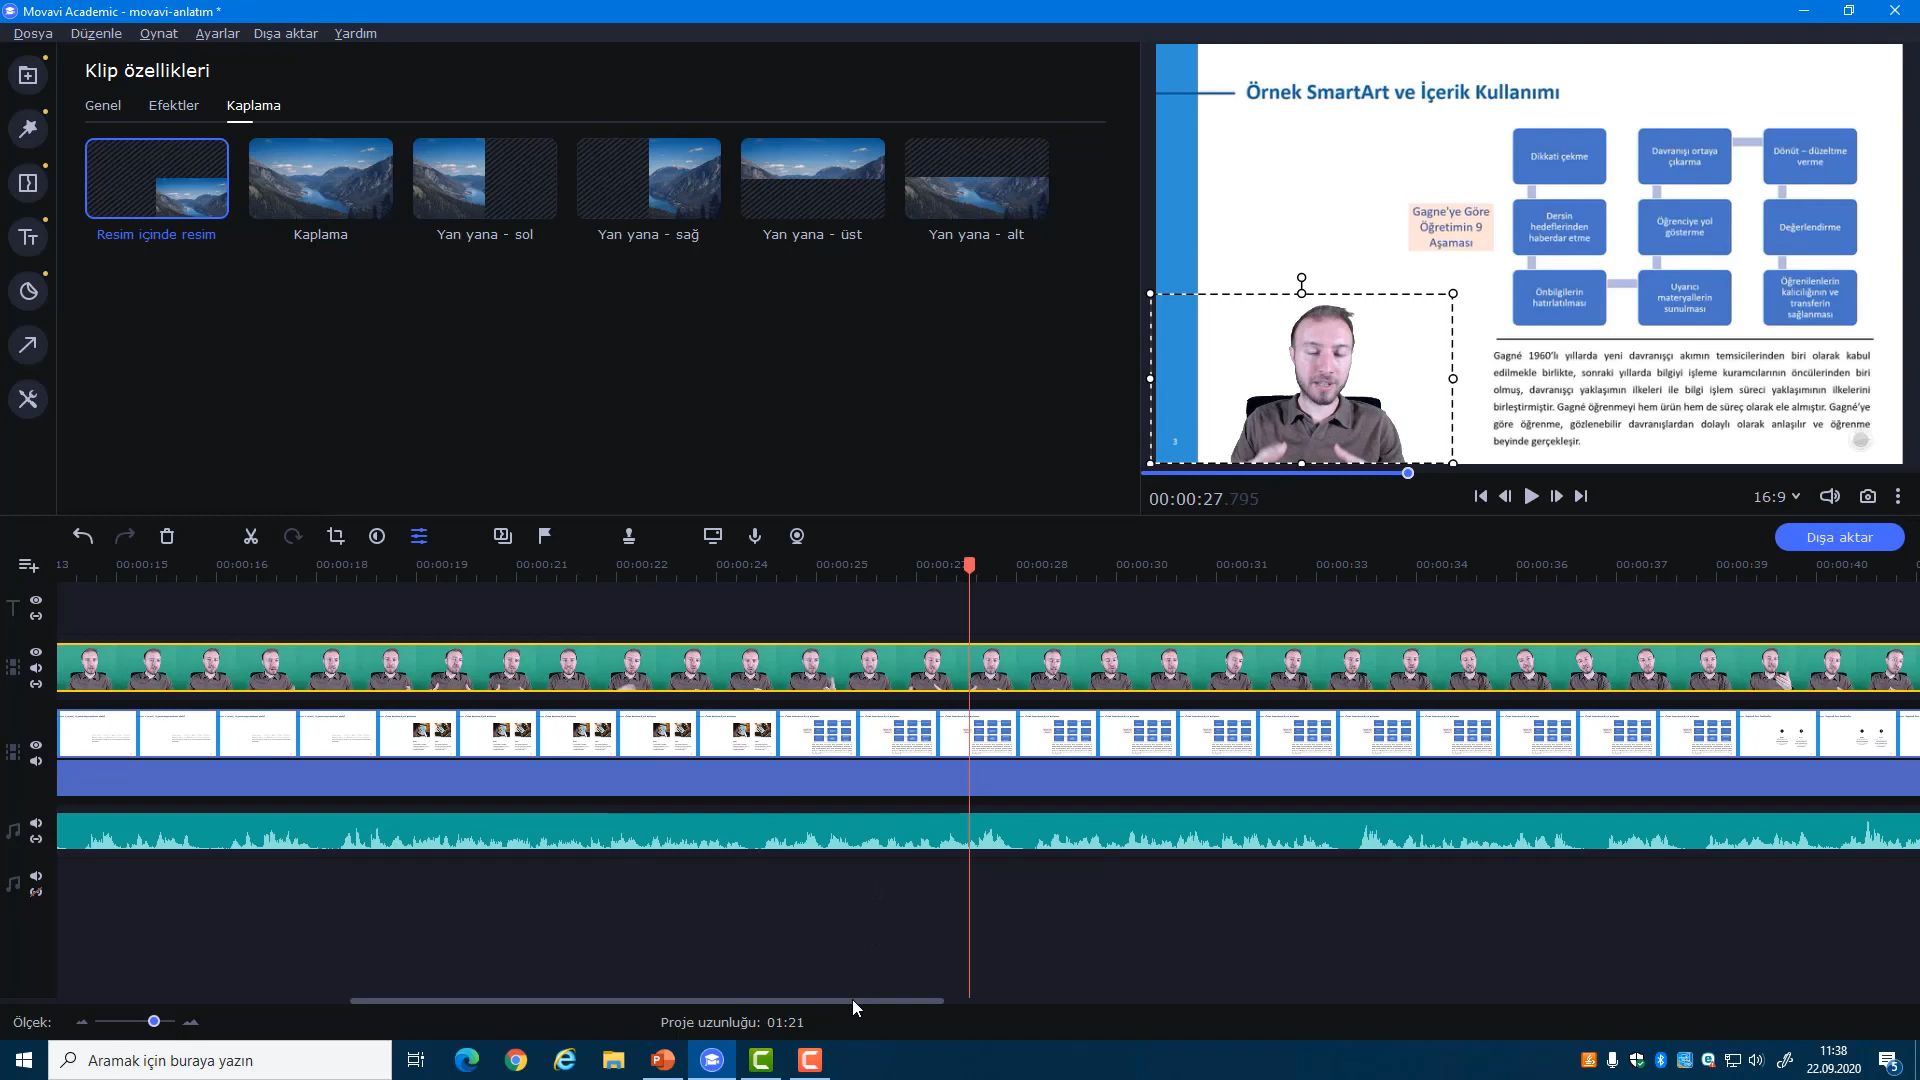 Movavi Academic - movavi-anlatım *
Dosya Düzenle Oynat Ayarlar Dışa aktar Yardım
Klip özellikleri
Genel Efektler Kaplama
Resim içinde resim
Kaplama
Yan yana - sol
Yan yana - sağ
Yan yana - üst
Yan yana - alt
Örnek SmartArt ve İçerik Kullanımı
Gagne'ye Göre
Öğretimin 9
Aşaması
Dikkati çekme
Davranışı ortaya
çıkarma
Dönüt – düzeltme
verme
Dersin
hedeflerinden
haberdar etme
Öğrenciye yol
gösterme
Değerlendirme
Önbilgilerin
hatırlatılması
Uyarıcı
materyallerin
sunulması
Öğrenilenlerin
kalıcılığının ve
transferin
sağlanması
Gagné 1960'lı yıllarda yeni davranışçı akımın temsicilerinden biri olarak kabul
edilmekle birlikte, sonraki yıllarda bilgiyi işleme kuramcılarının öncülerinden biri
olmuş, davranışçı yaklaşımın ilkeleri ile bilgi işlem süreci yaklaşımının ilkelerini
birleştirmiştir. Gagné öğrenmeyi hem ürün hem de süreç olarak ele almıştır. Gagné'ye
göre öğrenme, gözlenebilir davranışlardan dolaylı olarak anlaşılır ve öğrenme
beyinde gerçekleşir.
3
00:00:27.795
16:9
Dışa aktar
13 00:00:15 00:00:16 00:00:18 00:00:19 00:00:21 00:00:22 00:00:24 00:00:25 00:00:27 00:00:28 00:00:30 00:00:31 00:00:33 00:00:34 00:00:36 00:00:37 00:00:39 00:00:40
Ölçek:
Proje uzunluğu: 01:21
Aramak için buraya yazın
11:38
22.09.2020
5